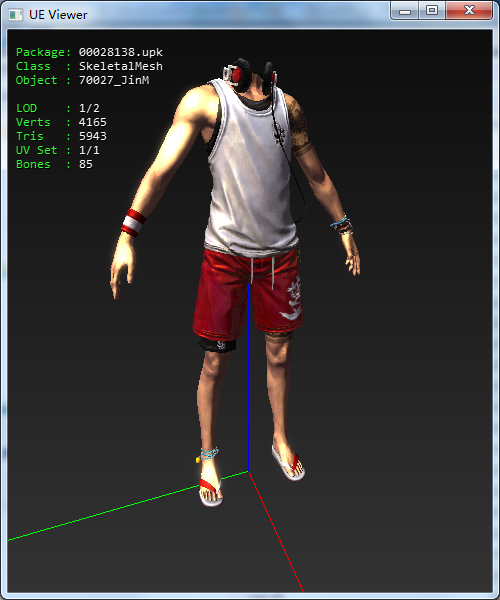 UE Viewer
Package: 00028138.upk
Class : SkeletalMesh
Object : 70027_JinM
LOD : 1/2
Verts : 4165
Tris : 5943
UV Set : 1/1
Bones : 85